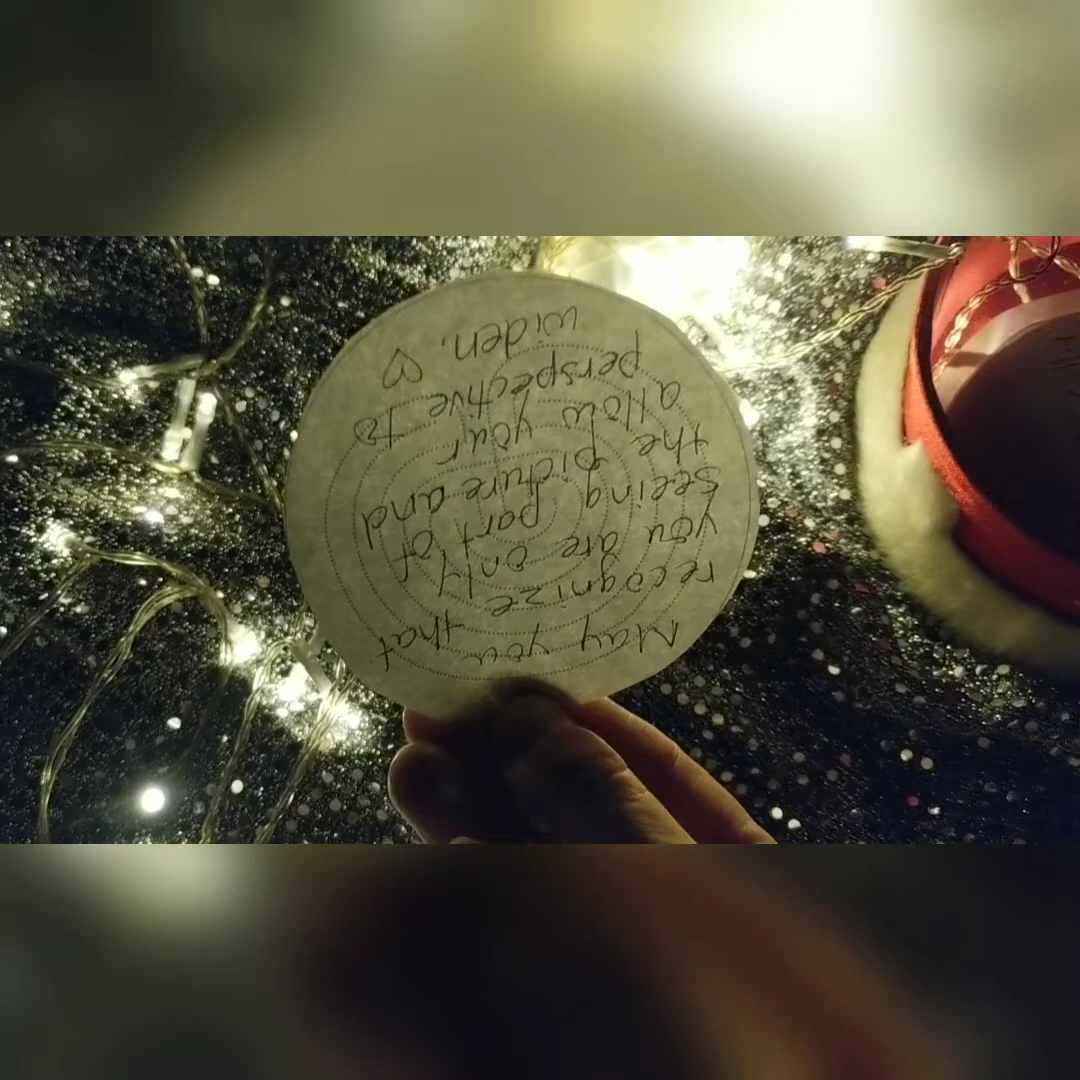 May you that
recognize
you are only
seeing part of
the picture and
allow your
perspective to
widen. ♡